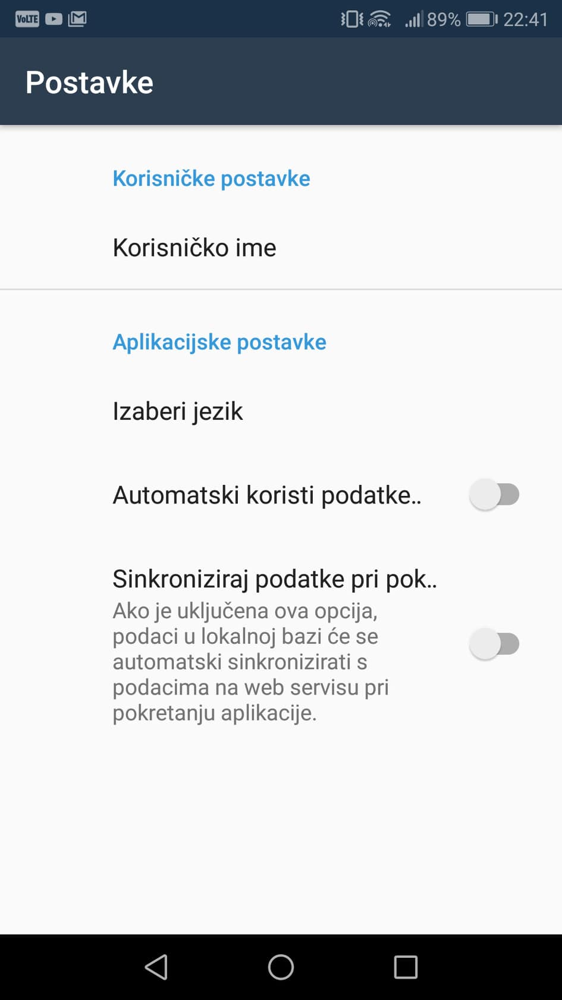 VoLTE 89% 22:41
Postavke
Korisničke postavke
Korisničko ime
Aplikacijske postavke
Izaberi jezik
Automatski koristi podatke..
Sinkroniziraj podatke pri pok..
Ako je uključena ova opcija,
podaci u lokalnoj bazi će se
automatski sinkronizirati s
podacima na web servisu pri
pokretanju aplikacije.